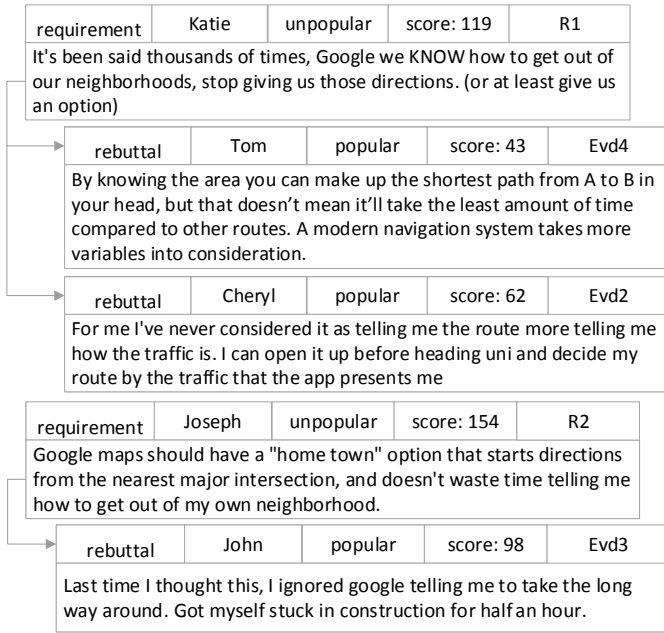 requirement Katie unpopular score: 119 R1
It's been said thousands of times, Google we KNOW how to get out of
our neighborhoods, stop giving us those directions. (or at least give us
an option)
rebuttal Tom popular score: 43 Evd4
By knowing the area you can make up the shortest path from A to B in
your head, but that doesn’t mean it’ll take the least amount of time
compared to other routes. A modern navigation system takes more
variables into consideration.
rebuttal Cheryl popular score: 62 Evd2
For me I've never considered it as telling me the route more telling me
how the traffic is. I can open it up before heading uni and decide my
route by the traffic that the app presents me
requirement Joseph unpopular score: 154 R2
Google maps should have a "home town" option that starts directions
from the nearest major intersection, and doesn't waste time telling me
how to get out of my own neighborhood.
rebuttal John popular score: 98 Evd3
Last time I thought this, I ignored google telling me to take the long
way around. Got myself stuck in construction for half an hour.